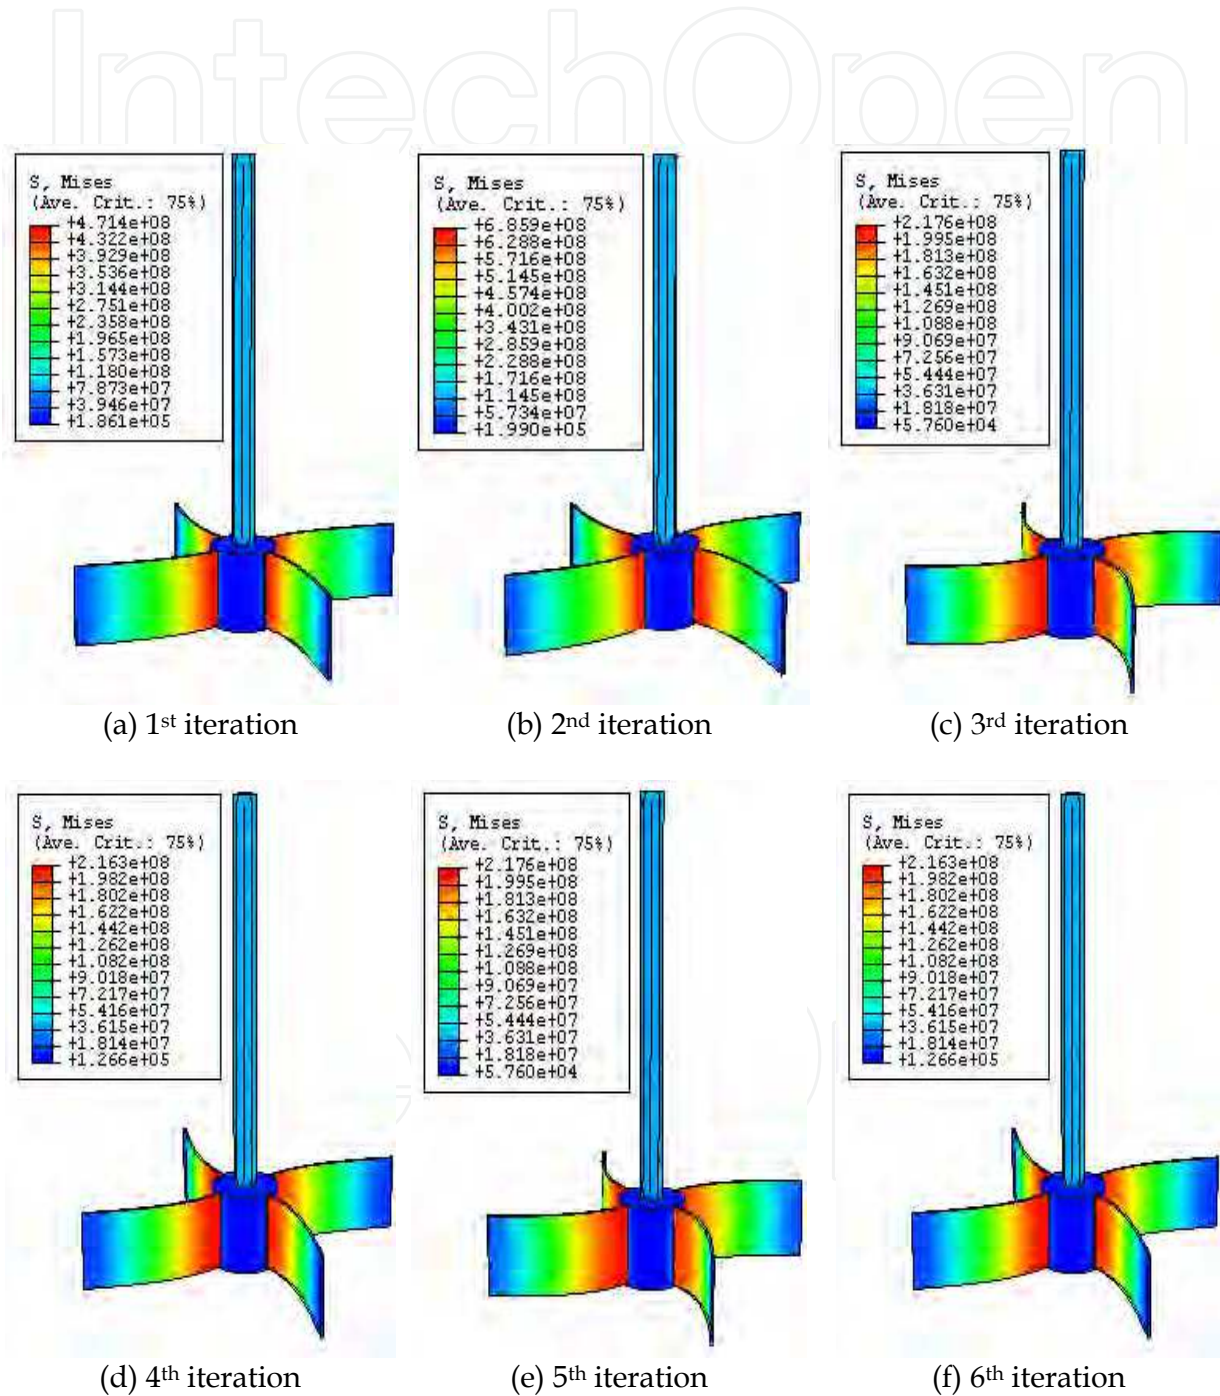 IntechOpen
S, Mises
(Ave. Crit.: 75%)
+4.714e+08
+4.322e+08
+3.929e+08
+3.536e+08
+3.144e+08
+2.751e+08
+2.358e+08
+1.965e+08
+1.573e+08
+1.180e+08
+7.873e+07
+3.946e+07
+1.861e+05
(a) 1st iteration
S, Mises
(Ave. Crit.: 75%)
+6.859e+08
+6.288e+08
+5.716e+08
+5.145e+08
+4.574e+08
+4.002e+08
+3.431e+08
+2.859e+08
+2.288e+08
+1.716e+08
+1.145e+08
+5.734e+07
+1.990e+05
(b) 2nd iteration
S, Mises
(Ave. Crit.: 75%)
+2.176e+08
+1.995e+08
+1.813e+08
+1.632e+08
+1.451e+08
+1.269e+08
+1.088e+08
+9.069e+07
+7.256e+07
+5.444e+07
+3.631e+07
+1.818e+07
+5.760e+04
(c) 3rd iteration
S, Mises
(Ave. Crit.: 75%)
+2.163e+08
+1.982e+08
+1.802e+08
+1.622e+08
+1.442e+08
+1.262e+08
+1.082e+08
+9.018e+07
+7.217e+07
+5.416e+07
+3.615e+07
+1.814e+07
+1.266e+05
(d) 4th iteration
S, Mises
(Ave. Crit.: 75%)
+2.176e+08
+1.995e+08
+1.813e+08
+1.632e+08
+1.451e+08
+1.269e+08
+1.088e+08
+9.069e+07
+7.256e+07
+5.444e+07
+3.631e+07
+1.818e+07
+5.760e+04
(e) 5th iteration
S, Mises
(Ave. Crit.: 75%)
+2.163e+08
+1.982e+08
+1.802e+08
+1.622e+08
+1.442e+08
+1.262e+08
+1.082e+08
+9.018e+07
+7.217e+07
+5.416e+07
+3.615e+07
+1.814e+07
+1.266e+05
(f) 6th iteration